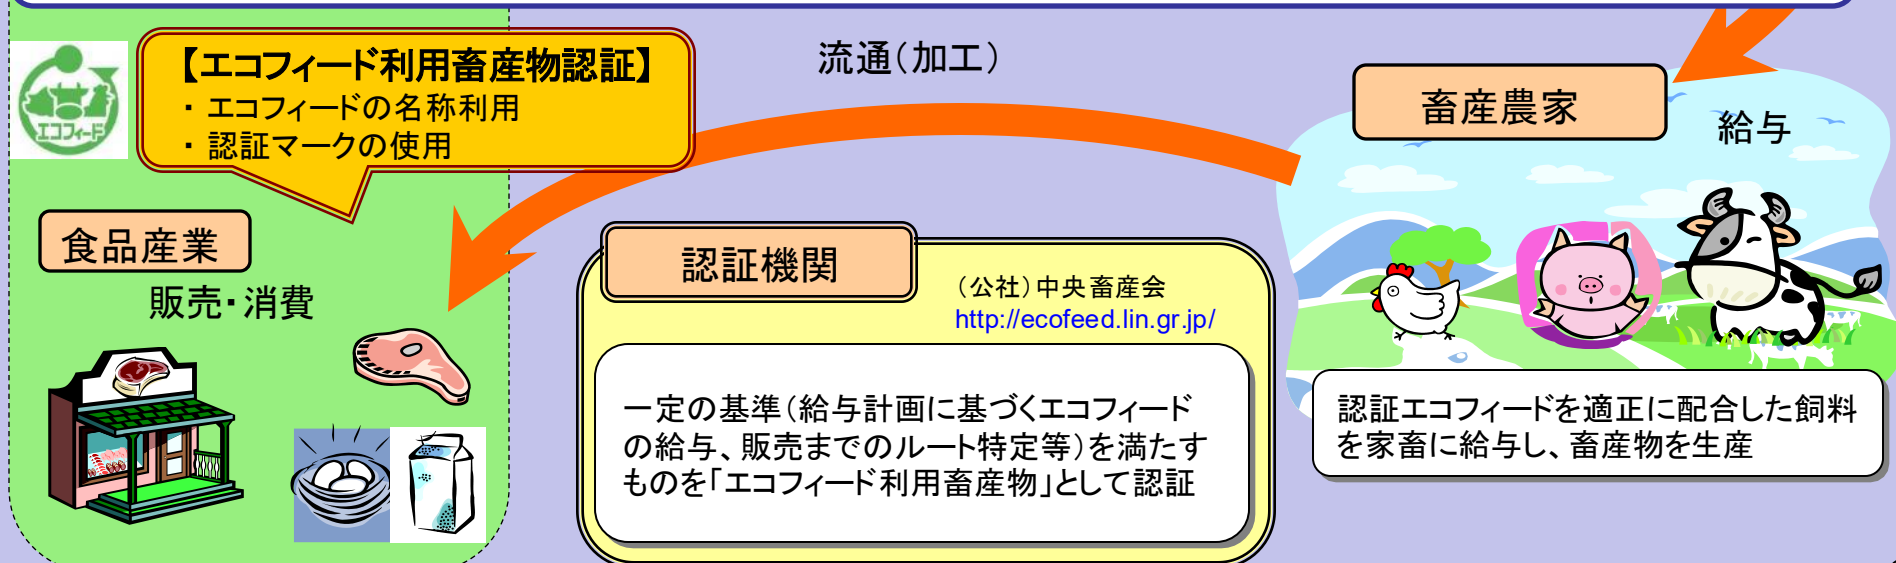 エコフィード
【エコフィード利用畜産物認証】
・ エコフィードの名称利用
・ 認証マークの使用
流通（加工）
畜産農家
給与
食品産業
販売・消費
認証機関
（公社）中央畜産会
http://ecofeed.lin.gr.jp/
一定の基準（給与計画に基づくエコフィード
の給与、販売までのルート特定等）を満たす
ものを「エコフィード利用畜産物」として認証
認証エコフィードを適正に配合した飼料
を家畜に給与し、畜産物を生産